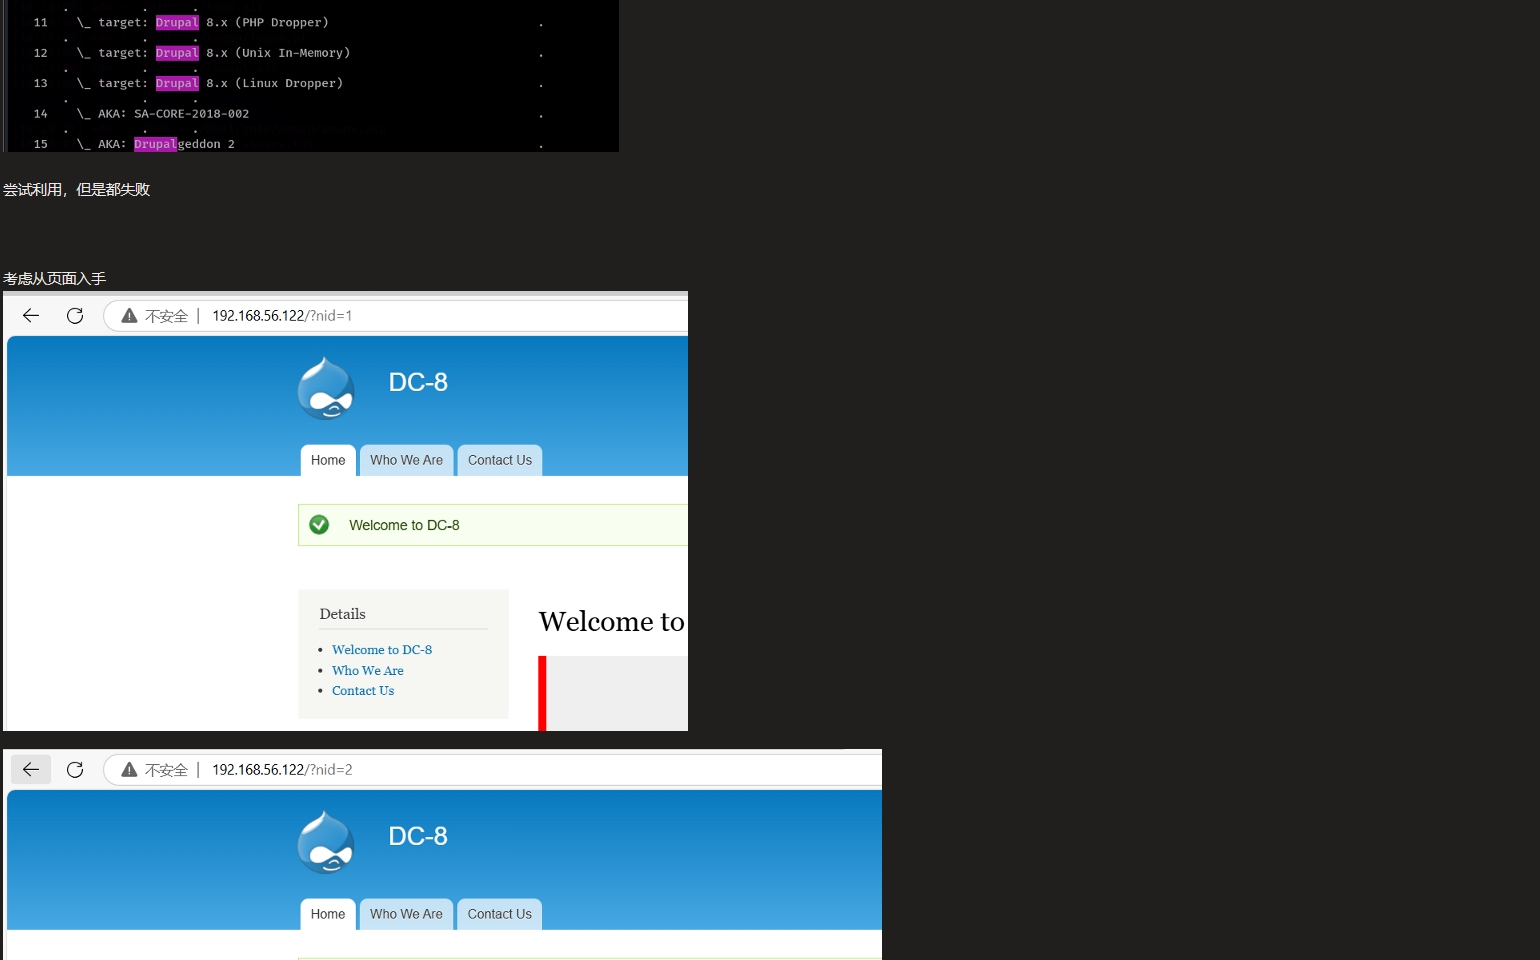 11 \_ target: Drupal 8.x (PHP Dropper) .
. . .
12 \_ target: Drupal 8.x (Unix In-Memory) .
. . .
13 \_ target: Drupal 8.x (Linux Dropper) .
. . .
14 \_ AKA: SA-CORE-2018-002 .
. . .
15 \_ AKA: Drupalgeddon 2 .
尝试利用，但是都失败
考虑从页面入手
不安全 | 192.168.56.122/?nid=1
DC-8
Home Who We Are Contact Us
Welcome to DC-8
Details
Welcome to
• Welcome to DC-8
• Who We Are
• Contact Us
不安全 | 192.168.56.122/?nid=2
DC-8
Home Who We Are Contact Us